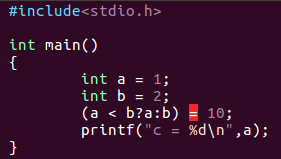 #include<stdio.h>
int main()
{
        int a = 1;
        int b = 2;
        (a < b?a:b) = 10;
        printf("c = %d\n",a);
}